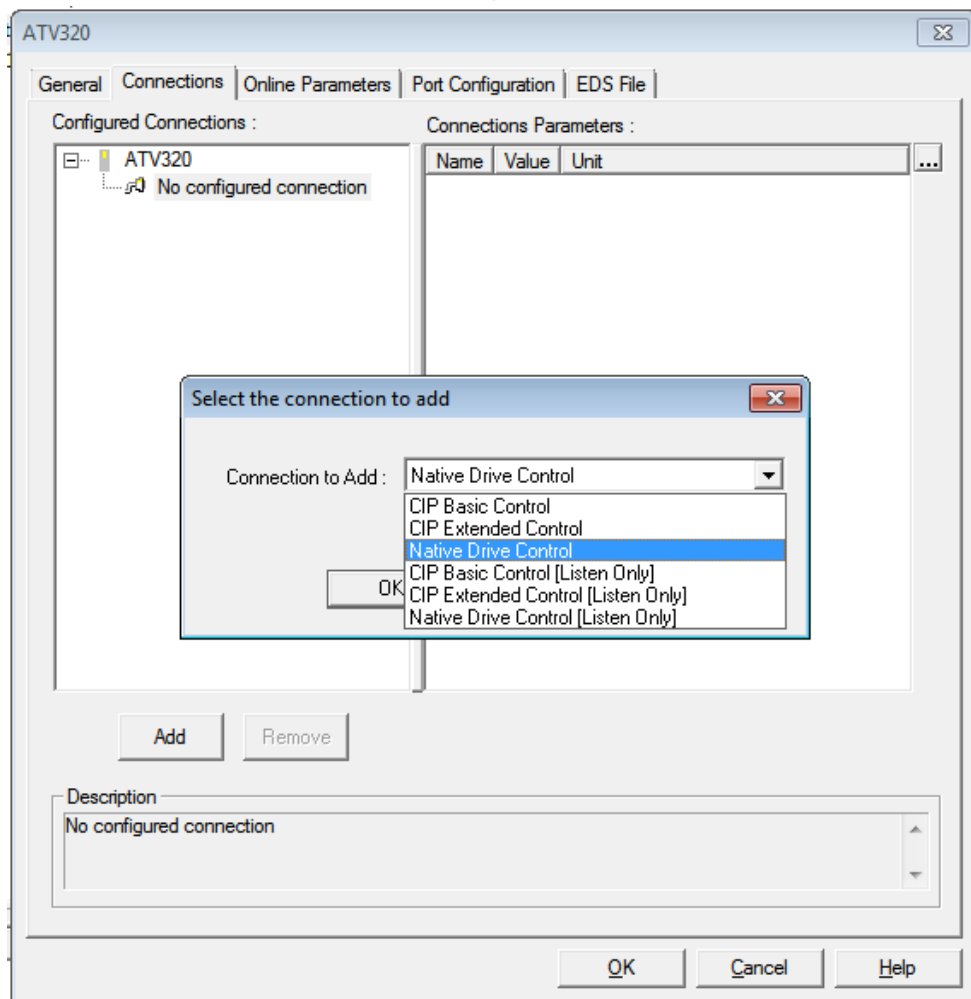 ATV320
General Connections Online Parameters Port Configuration EDS File
Configured Connections : Connections Parameters :
ATV320 Name Value Unit ...
No configured connection
Select the connection to add
Connection to Add : Native Drive Control
CIP Basic Control
CIP Extended Control
Native Drive Control
CIP Basic Control [Listen Only]
OK CIP Extended Control [Listen Only]
Native Drive Control [Listen Only]
Add Remove
Description
No configured connection
OK Cancel Help